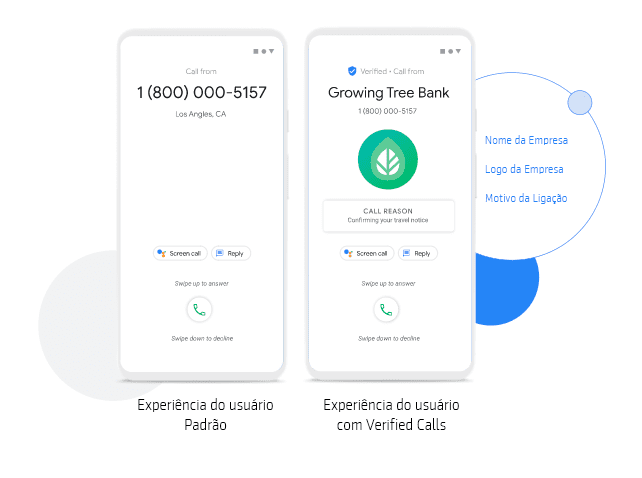 Call from
1 (800) 000-5157
Los Angles, CA
Screen call
Reply
Swipe up to answer
Swipe down to decline
Verified • Call from
Growing Tree Bank
1 (800) 000-5157
CALL REASON
Confirming your travel notice
Screen call
Reply
Swipe up to answer
Swipe down to decline
Nome da Empresa
Logo da Empresa
Motivo da Ligação
Experiência do usuário
Padrão
Experiência do usuário
com Verified Calls